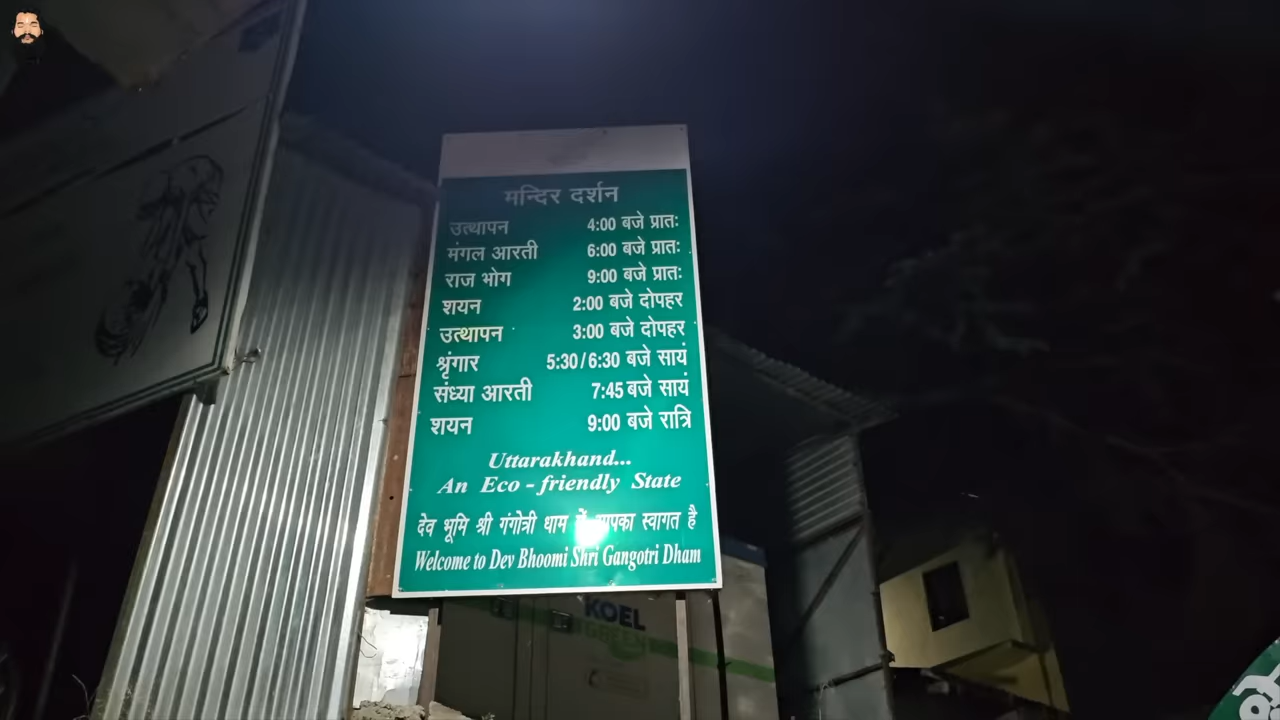 मन्दिर दर्शन
उत्थापन 4:00 बजे प्रातः
मंगल आरती 6:00 बजे प्रातः
राज भोग 9:00 बजे प्रातः
शयन 2:00 बजे दोपहर
उत्थापन 3:00 बजे दोपहर
श्रृंगार 5:30/6:30 बजे सायं
संध्या आरती 7:45 बजे सायं
शयन 9:00 बजे रात्रि
Uttarakhand...
An Eco - friendly State
देव भूमि श्री गंगोत्री धाम में आपका स्वागत है
Welcome to Dev Bhoomi Shri Gangotri Dham
KOEL
GREEN